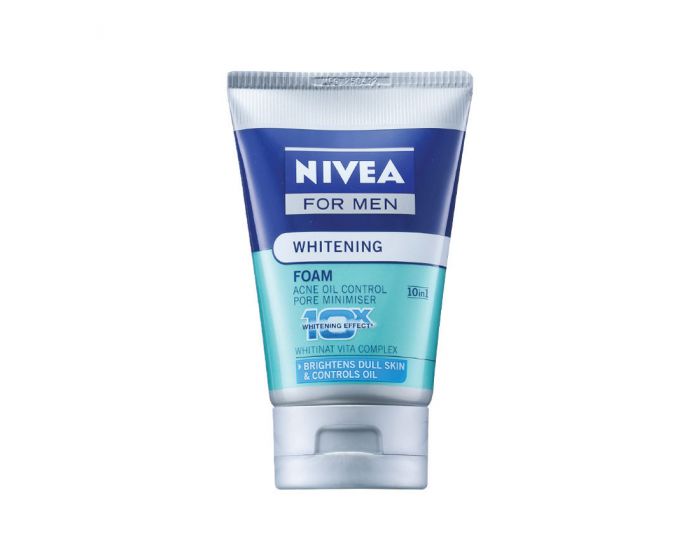 NIVEA
FOR MEN
WHITENING
FOAM
ACNE OIL CONTROL
PORE MINIMISER
10in1
10X
WHITENING EFFECT*
WHITINAT VITA COMPLEX
› BRIGHTENS DULL SKIN
& CONTROLS OIL